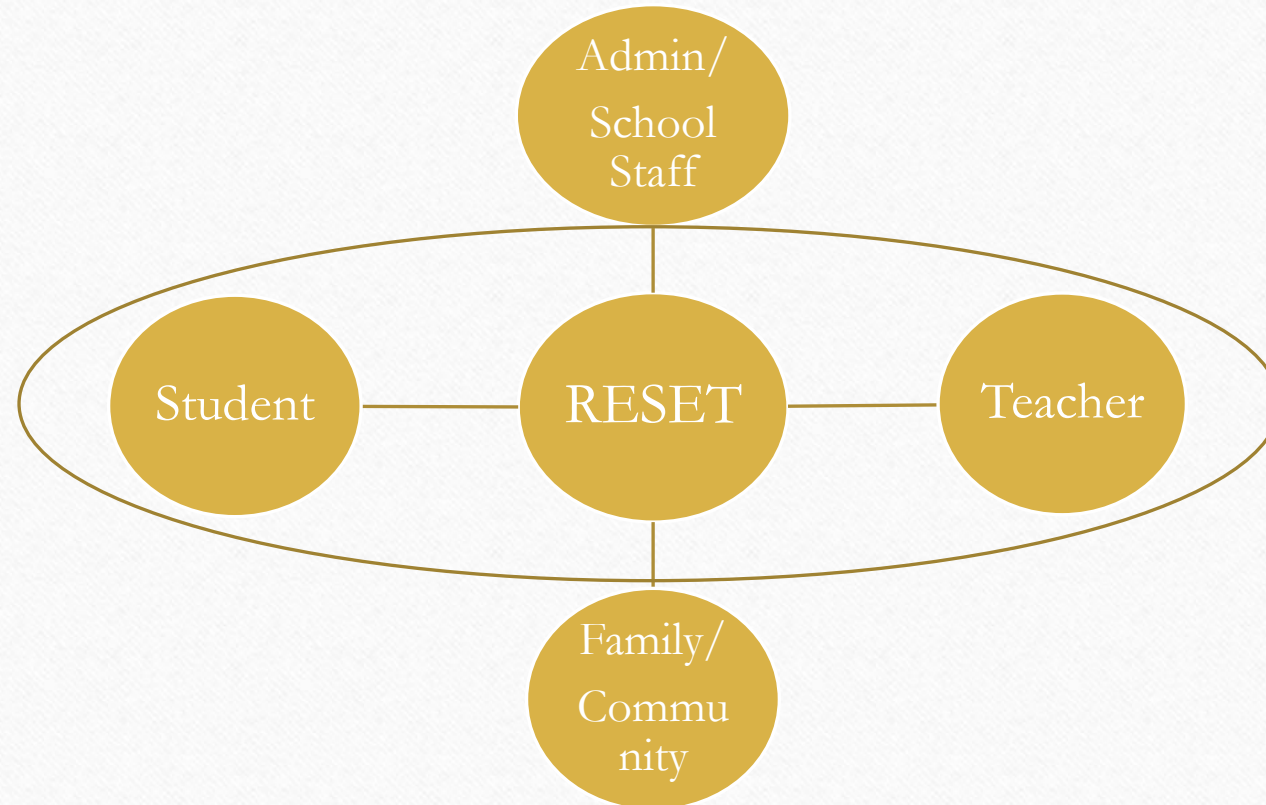 Admin/
School
Staff
Student
RESET
Teacher
Family/
Commu
nity